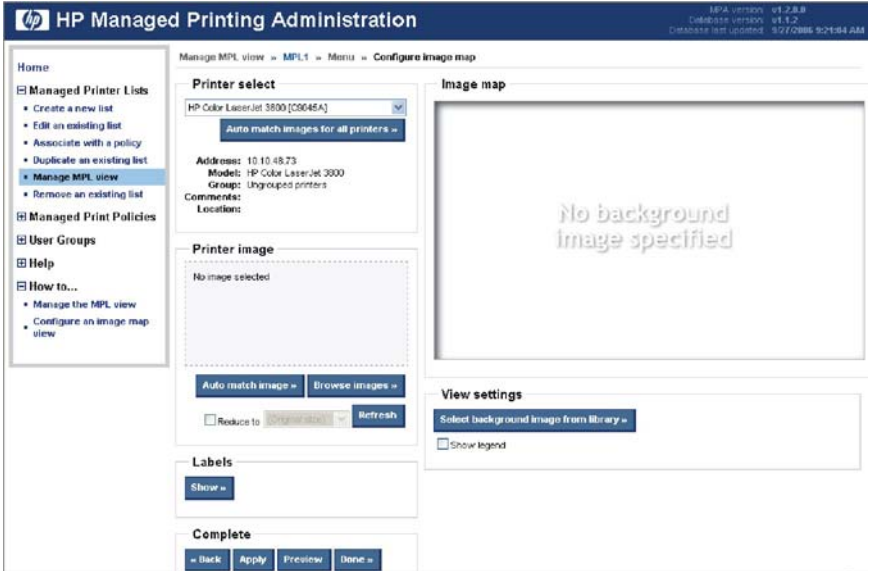 hp HP Managed Printing Administration
MPA version: v1.2.0.0
Database version: v1.1.2
Database last updated: 9/27/2006 9:21:04 AM
Home
Managed Printer Lists
Create a new list
Edit an existing list
Associate with a policy
Duplicate an existing list
Manage MPL view
Remove an existing list
Managed Print Policies
User Groups
Help
How to...
Manage the MPL view
Configure an image map
view
Manage MPL view » MPL1 » Menu » Configure image map
Printer select
HP Color LaserJet 3800 [C9045A]
Auto match images for all printers »
Address: 10.10.48.73
Model: HP Color LaserJet 3800
Group: Ungrouped printers
Comments:
Location:
Printer image
No image selected
Auto match image » Browse images »
Reduce to (Original size) Refresh
Labels
Show »
Complete
« Back Apply Preview Done »
Image map
No background
image specified
View settings
Select background image from library »
Show legend